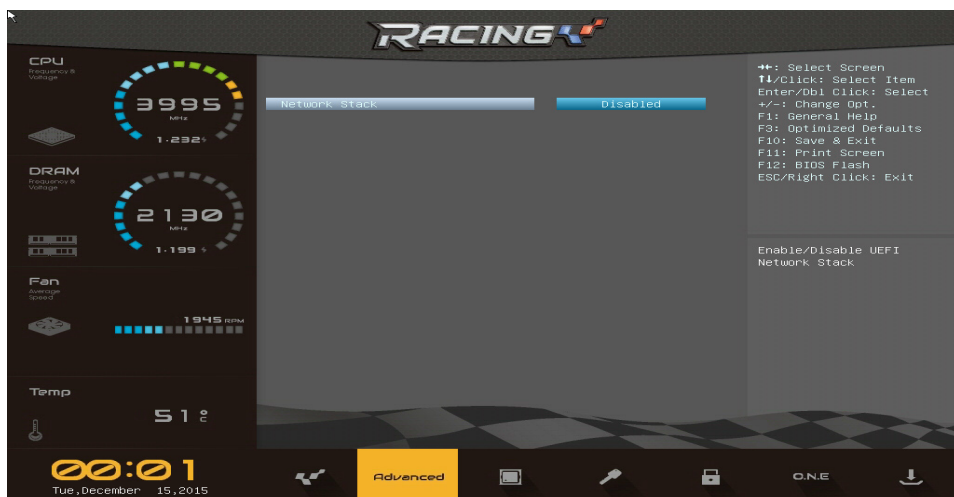 RACING
CPU
Frequency &
Voltage
3995
MHz
1.232
DRAM
Frequency &
Voltage
2130
MHz
1.199
Fan
Average
Speed
1945 RPM
Temp
51 °C
00:01
Tue,December 15,2015
Network Stack Disabled
→←: Select Screen
↑↓/Click: Select Item
Enter/Dbl Click: Select
+/-: Change Opt.
F1: General Help
F3: Optimized Defaults
F10: Save & Exit
F11: Print Screen
F12: BIOS Flash
ESC/Right Click: Exit
Enable/Disable UEFI
Network Stack
Advanced
O.N.E